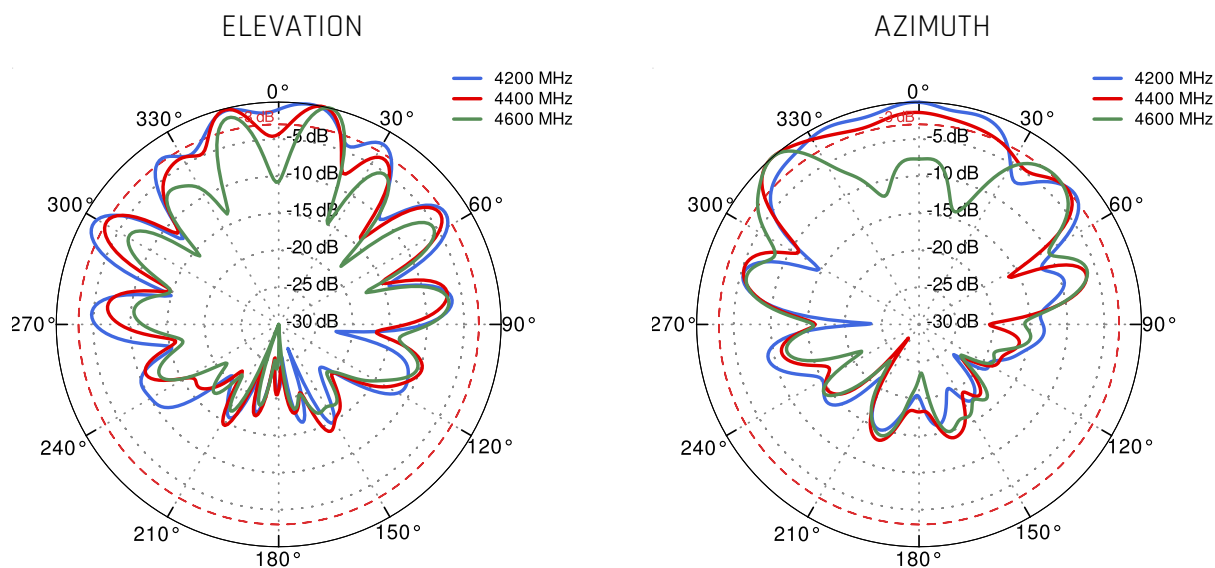 ELEVATION
4200 MHz
4400 MHz
4600 MHz
0°
30°
60°
90°
120°
150°
180°
210°
240°
270°
300°
330°
-3 dB
-5 dB
-10 dB
-15 dB
-20 dB
-25 dB
-30 dB
AZIMUTH
4200 MHz
4400 MHz
4600 MHz
0°
30°
60°
90°
120°
150°
180°
210°
240°
270°
300°
330°
-3 dB
-5 dB
-10 dB
-15 dB
-20 dB
-25 dB
-30 dB